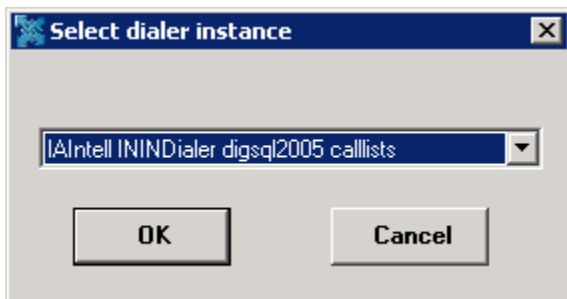 Select dialer instance
IAIntell ININDialer digsql2005 calllists
OK
Cancel